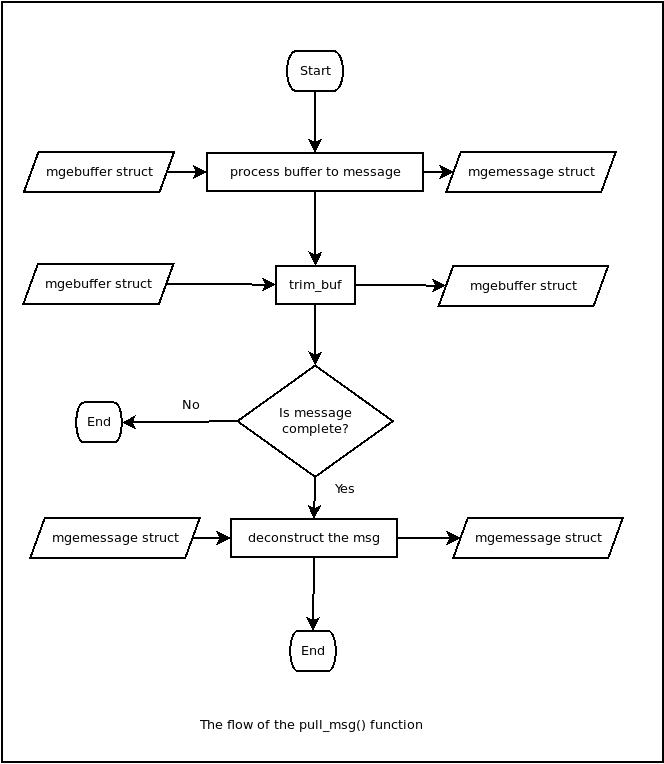 Start
mgebuffer struct
process buffer to message
mgemessage struct
mgebuffer struct
trim_buf
mgebuffer struct
Is message
complete?
No
End
Yes
mgemessage struct
deconstruct the msg
mgemessage struct
End
The flow of the pull_msg() function